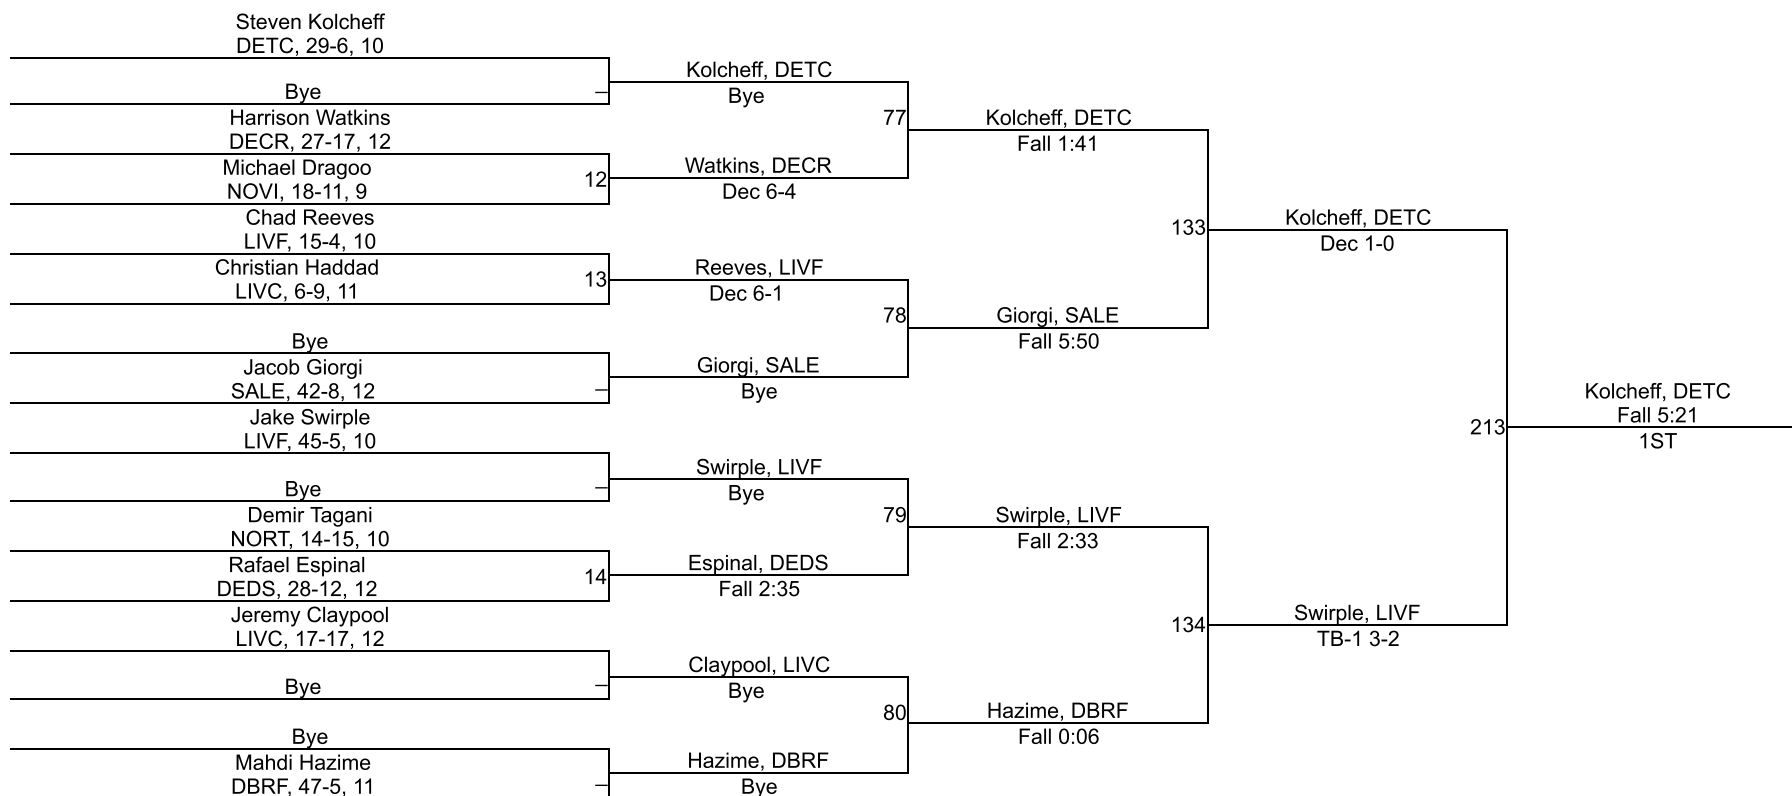 Steven Kolcheff
DETC, 29-6, 10
Bye
–
Harrison Watkins
DECR, 27-17, 12
Michael Dragoo
NOVI, 18-11, 9
12
Chad Reeves
LIVF, 15-4, 10
Christian Haddad
LIVC, 6-9, 11
13
Bye
Jacob Giorgi
SALE, 42-8, 12
–
Jake Swirple
LIVF, 45-5, 10
Bye
–
Demir Tagani
NORT, 14-15, 10
Rafael Espinal
DEDS, 28-12, 12
14
Jeremy Claypool
LIVC, 17-17, 12
Bye
–
Bye
Mahdi Hazime
DBRF, 47-5, 11
–
Kolcheff, DETC
Bye
77
Watkins, DECR
Dec 6-4
Reeves, LIVF
Dec 6-1
78
Giorgi, SALE
Bye
Swirple, LIVF
Bye
79
Espinal, DEDS
Fall 2:35
Claypool, LIVC
Bye
80
Hazime, DBRF
Bye
Kolcheff, DETC
Fall 1:41
133
Giorgi, SALE
Fall 5:50
Swirple, LIVF
Fall 2:33
134
Hazime, DBRF
Fall 0:06
Kolcheff, DETC
Dec 1-0
213
Swirple, LIVF
TB-1 3-2
Kolcheff, DETC
Fall 5:21
1ST